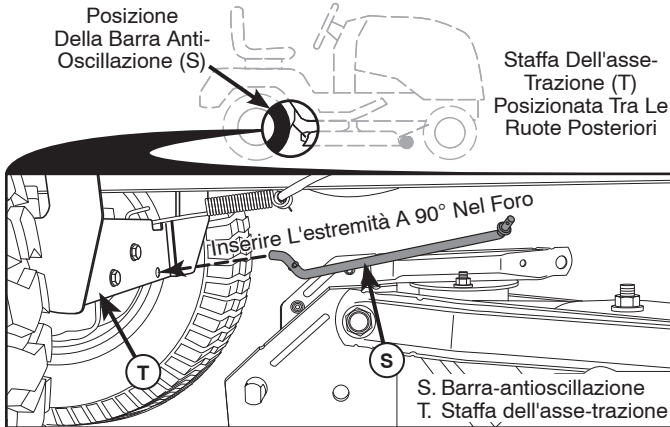 Posizione
Della Barra Anti-
Oscillazione (S)
Staffa Dell'asse-
Trazione (T)
Posizionata Tra Le
Ruote Posteriori
Inserire L'estremità A 90° Nel Foro
T
S
S. Barra-antioscillazione
T. Staffa dell'asse-trazione